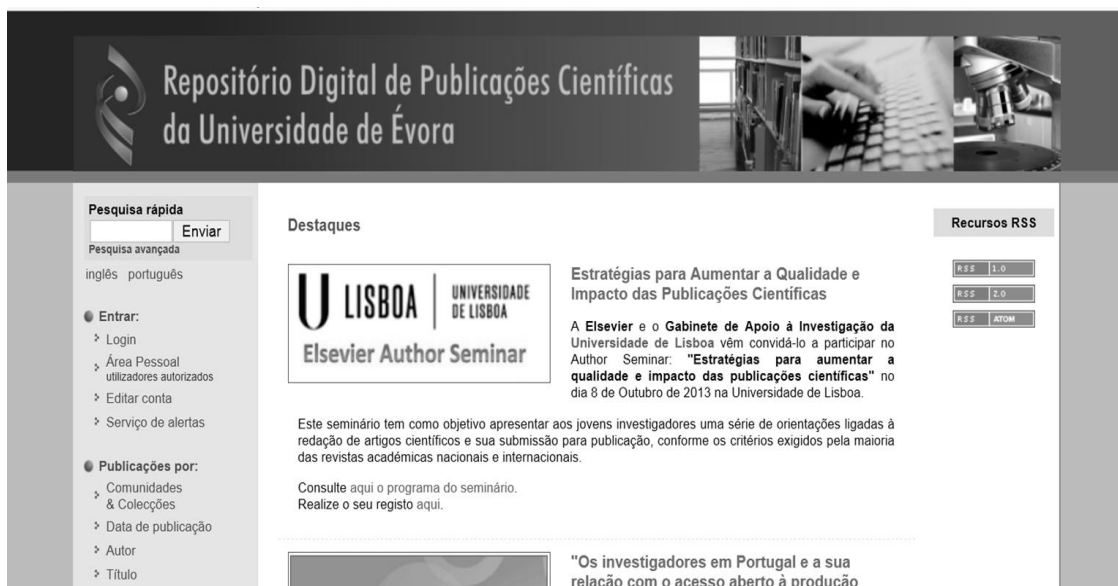 Repositório Digital de Publicações Científicas
da Universidade de Évora
Pesquisa rápida
Enviar
Pesquisa avançada
inglês português
Entrar:
Login
Área Pessoal
utilizadores autorizados
Editar conta
Serviço de alertas
Publicações por:
Comunidades
& Colecções
Data de publicação
Autor
Título
Destaques
U LISBOA | UNIVERSIDADE
DE LISBOA
Elsevier Author Seminar
Estratégias para Aumentar a Qualidade e
Impacto das Publicações Científicas
A Elsevier e o Gabinete de Apoio à Investigação da
Universidade de Lisboa vêm convidá-lo a participar no
Author Seminar: "Estratégias para aumentar a
qualidade e impacto das publicações científicas" no
dia 8 de Outubro de 2013 na Universidade de Lisboa.
Este seminário tem como objetivo apresentar aos jovens investigadores uma série de orientações ligadas à
redação de artigos científicos e sua submissão para publicação, conforme os critérios exigidos pela maioria
das revistas académicas nacionais e internacionais.
Consulte aqui o programa do seminário.
Realize o seu registo aqui.
"Os investigadores em Portugal e a sua
relação com o acesso aberto à produção
Recursos RSS
RSS 1.0
RSS 2.0
RSS ATOM